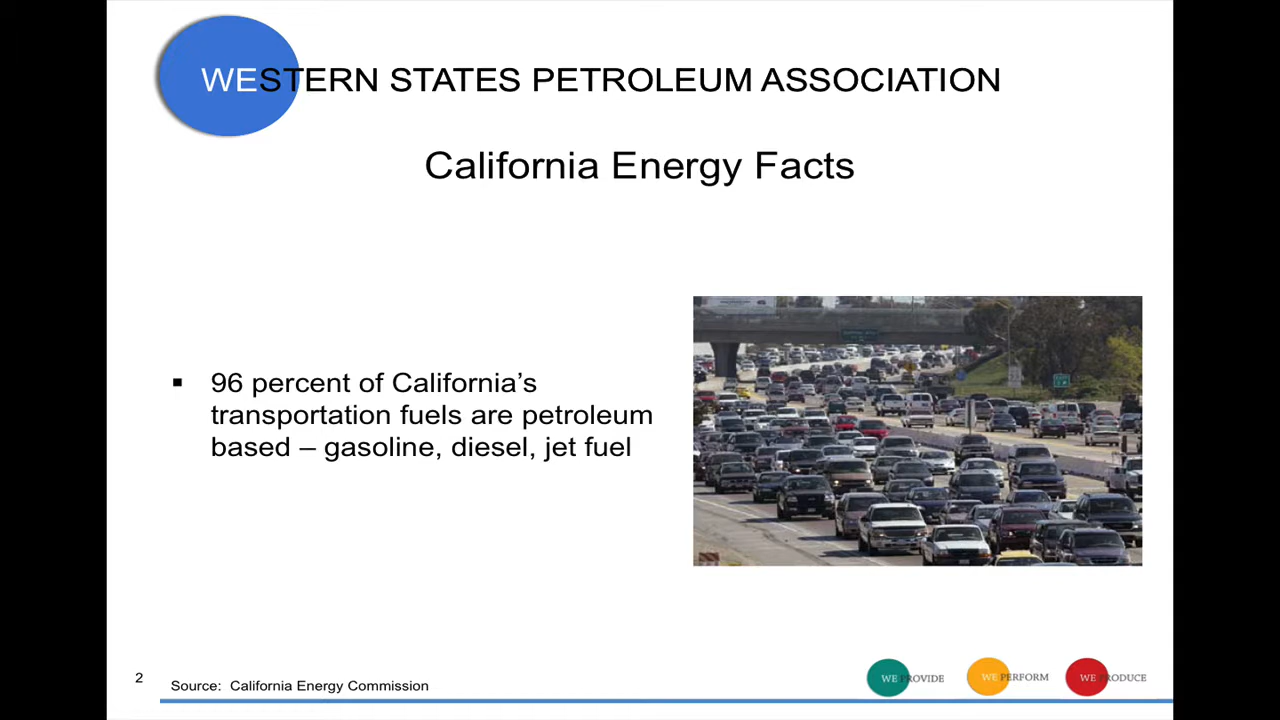 WESTERN STATES PETROLEUM ASSOCIATION
California Energy Facts
▪ 96 percent of California’s
transportation fuels are petroleum
based – gasoline, diesel, jet fuel
2
Source: California Energy Commission
WE PROVIDE
WE PERFORM
WE PRODUCE